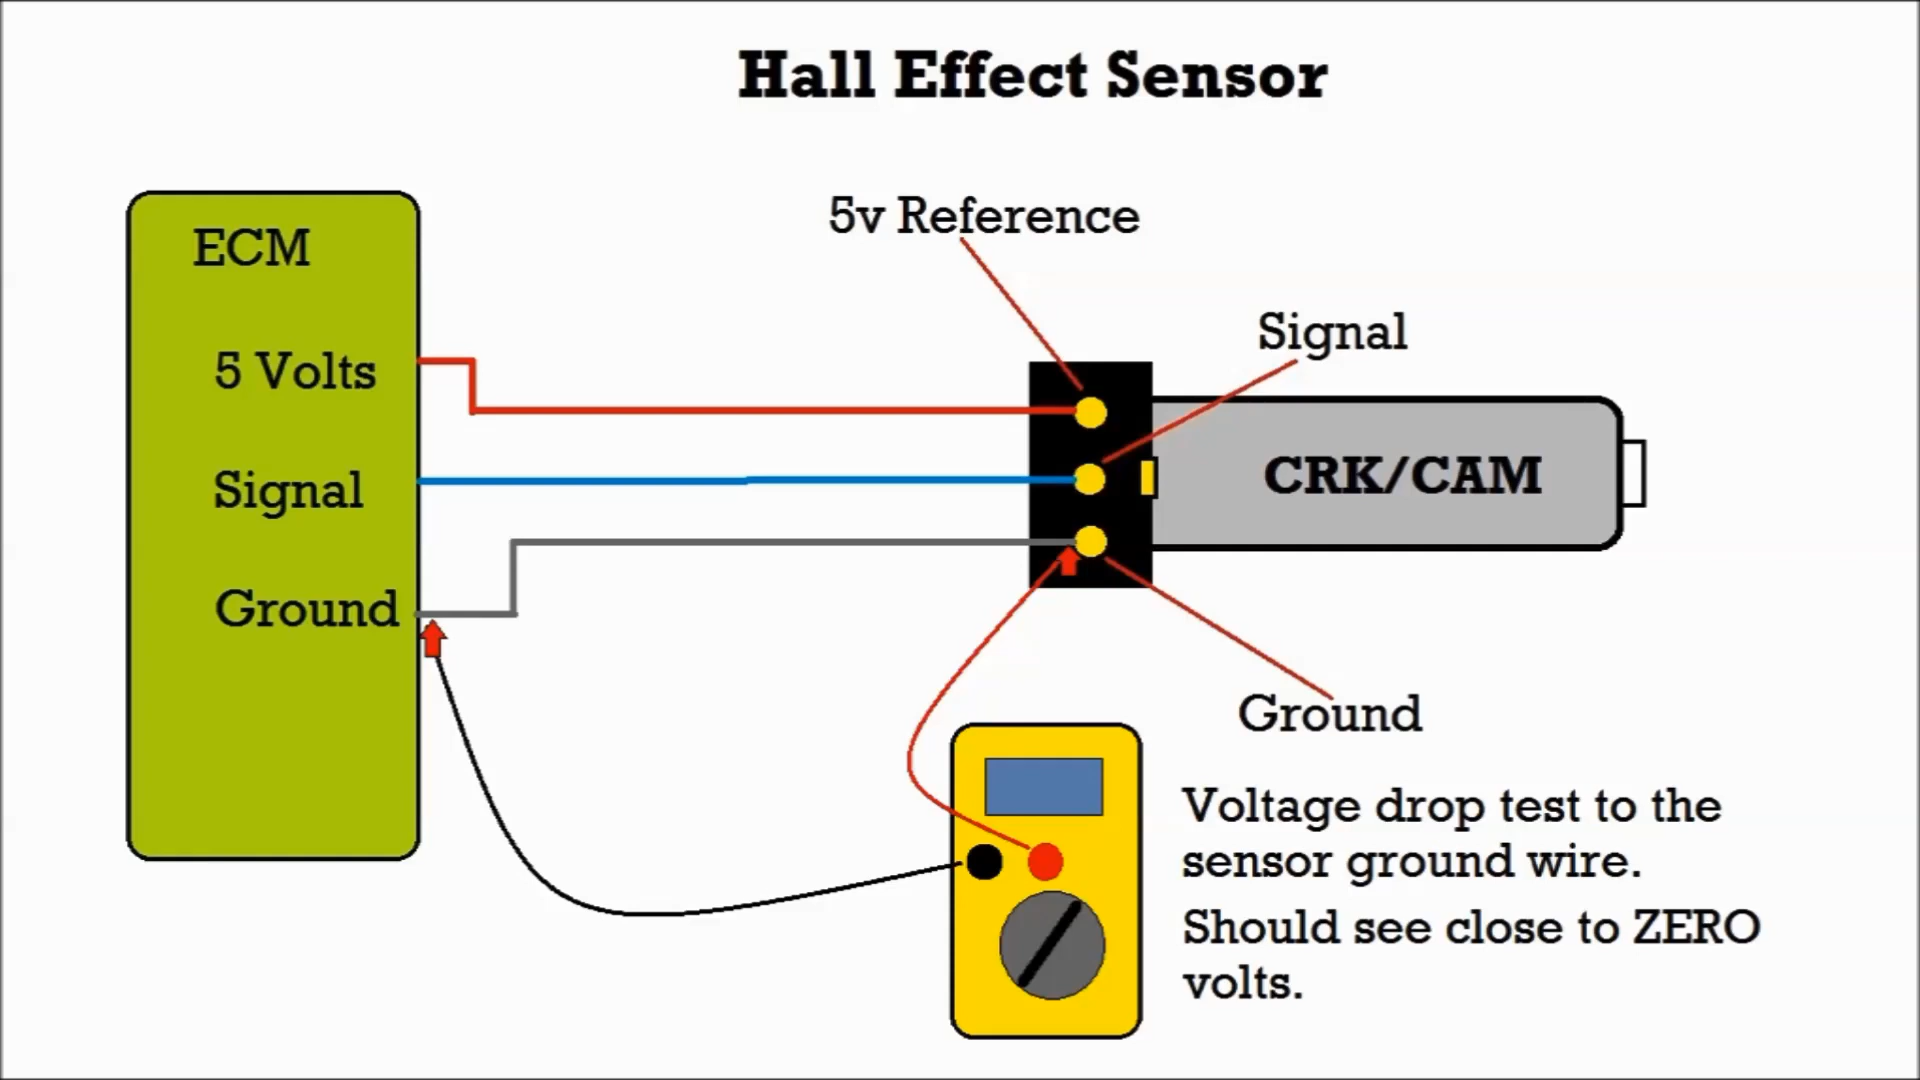 Hall Effect Sensor
ECM
5v Reference
Signal
5 Volts
Signal
CRK/CAM
Ground
Ground
Voltage drop test to the
sensor ground wire.
Should see close to ZERO
volts.